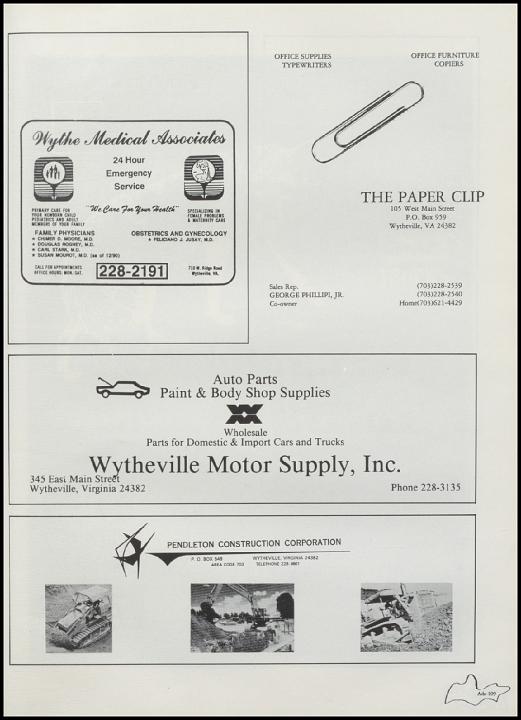 Wythe Medical Associates
24 Hour
Emergency
Service
"We Care For Your Health"
PRIMARY CARE FOR
YOUR NEWBORN CHILD
PEDIATRICS AND ADULT
MEMBERS OF YOUR FAMILY
SPECIALIZING IN
FEMALE PROBLEMS
& MATERNITY CARE
FAMILY PHYSICIANS
★ CHIMER D. MOORE, M.D.
★ DOUGLAS ROGNEY, M.D.
★ CARL STARK, M.D.
★ SUSAN MOUROT, M.D. (as of 12/90)
OBSTETRICS AND GYNECOLOGY
★ FELICIANO J. JUSAY, M.D.
CALL FOR APPOINTMENTS
OFFICE HOURS: MON.-SAT.
228-2191
710 W. Ridge Road
Wytheville, VA.
OFFICE SUPPLIES
TYPEWRITERS
OFFICE FURNITURE
COPIERS
THE PAPER CLIP
105 West Main Street
P.O. Box 959
Wytheville, VA 24382
Sales Rep.
GEORGE PHILLIPI, JR.
Co-owner
(703)228-2539
(703)228-2540
Home(703)621-4429
Auto Parts
Paint & Body Shop Supplies
Wholesale
Parts for Domestic & Import Cars and Trucks
Wytheville Motor Supply, Inc.
345 East Main Street
Wytheville, Virginia 24382
Phone 228-3135
PENDLETON CONSTRUCTION CORPORATION
P. O. BOX 549 WYTHEVILLE, VIRGINIA 24382
AREA CODE 703 TELEPHONE 228-8601
Ads